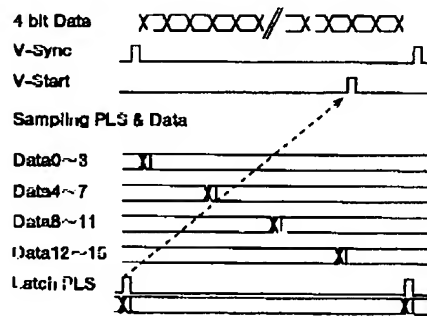 4 bit Data
V-Sync
V-Start
Sampling PLS & Data
Data0~3
Data4~7
Data8~11
Data12~15
Latch PLS